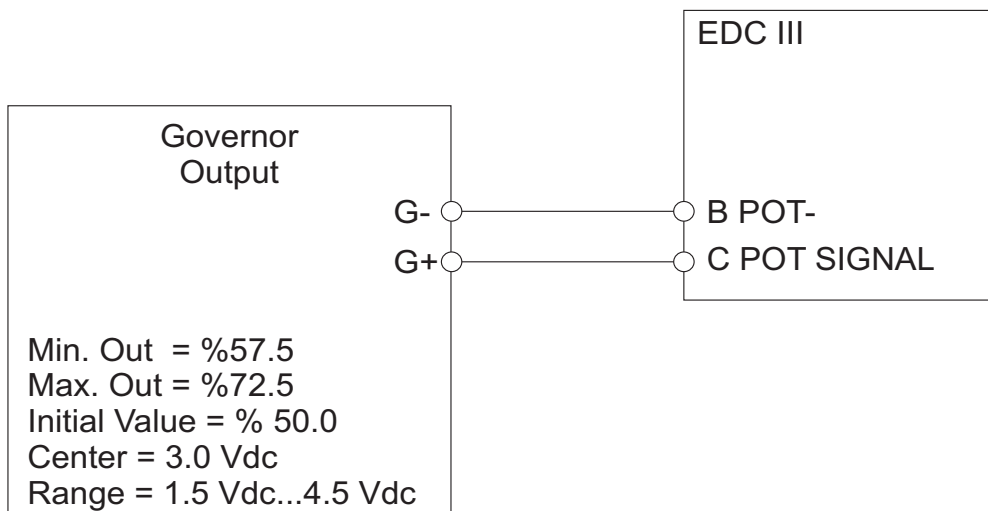 EDC III
Governor
Output
G-
B POT-
G+
C POT SIGNAL
Min. Out  = %57.5
Max. Out = %72.5
Initial Value = % 50.0
Center = 3.0 Vdc
Range = 1.5 Vdc...4.5 Vdc